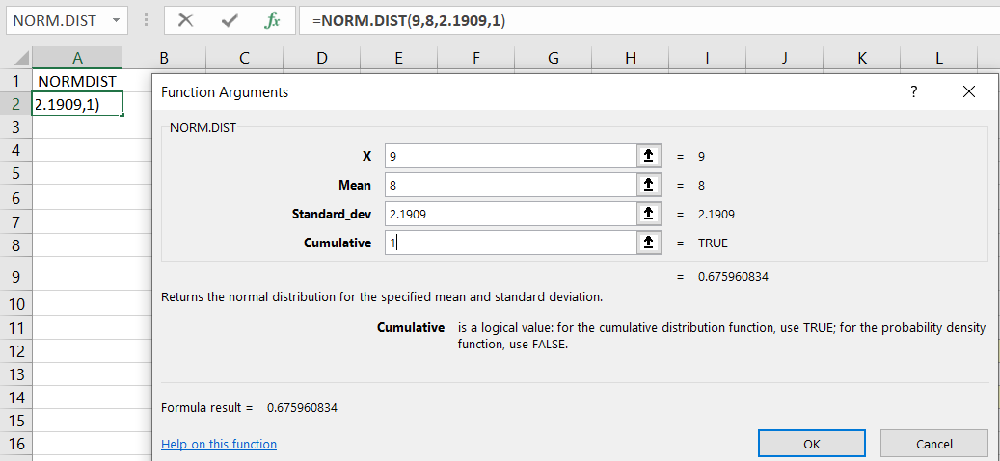 NORM.DIST =NORM.DIST(9,8,2.1909,1)
A B C D E F G H I J K L
1 NORMDIST
Function Arguments ? ×
2 2.1909,1)
3 NORM.DIST
4 X 9 = 9
5 Mean 8 = 8
6
Standard_dev 2.1909 = 2.1909
7
8 Cumulative 1 = TRUE
9 = 0.675960834
10 Returns the normal distribution for the specified mean and standard deviation.
11 Cumulative is a logical value: for the cumulative distribution function, use TRUE; for the probability density
12 function, use FALSE.
13
14 Formula result = 0.675960834
15
16 Help on this function OK Cancel